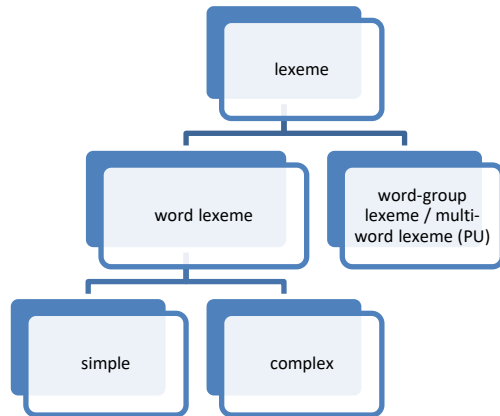 lexeme
word lexeme
word-group
lexeme / multi-
word lexeme (PU)
simple
complex